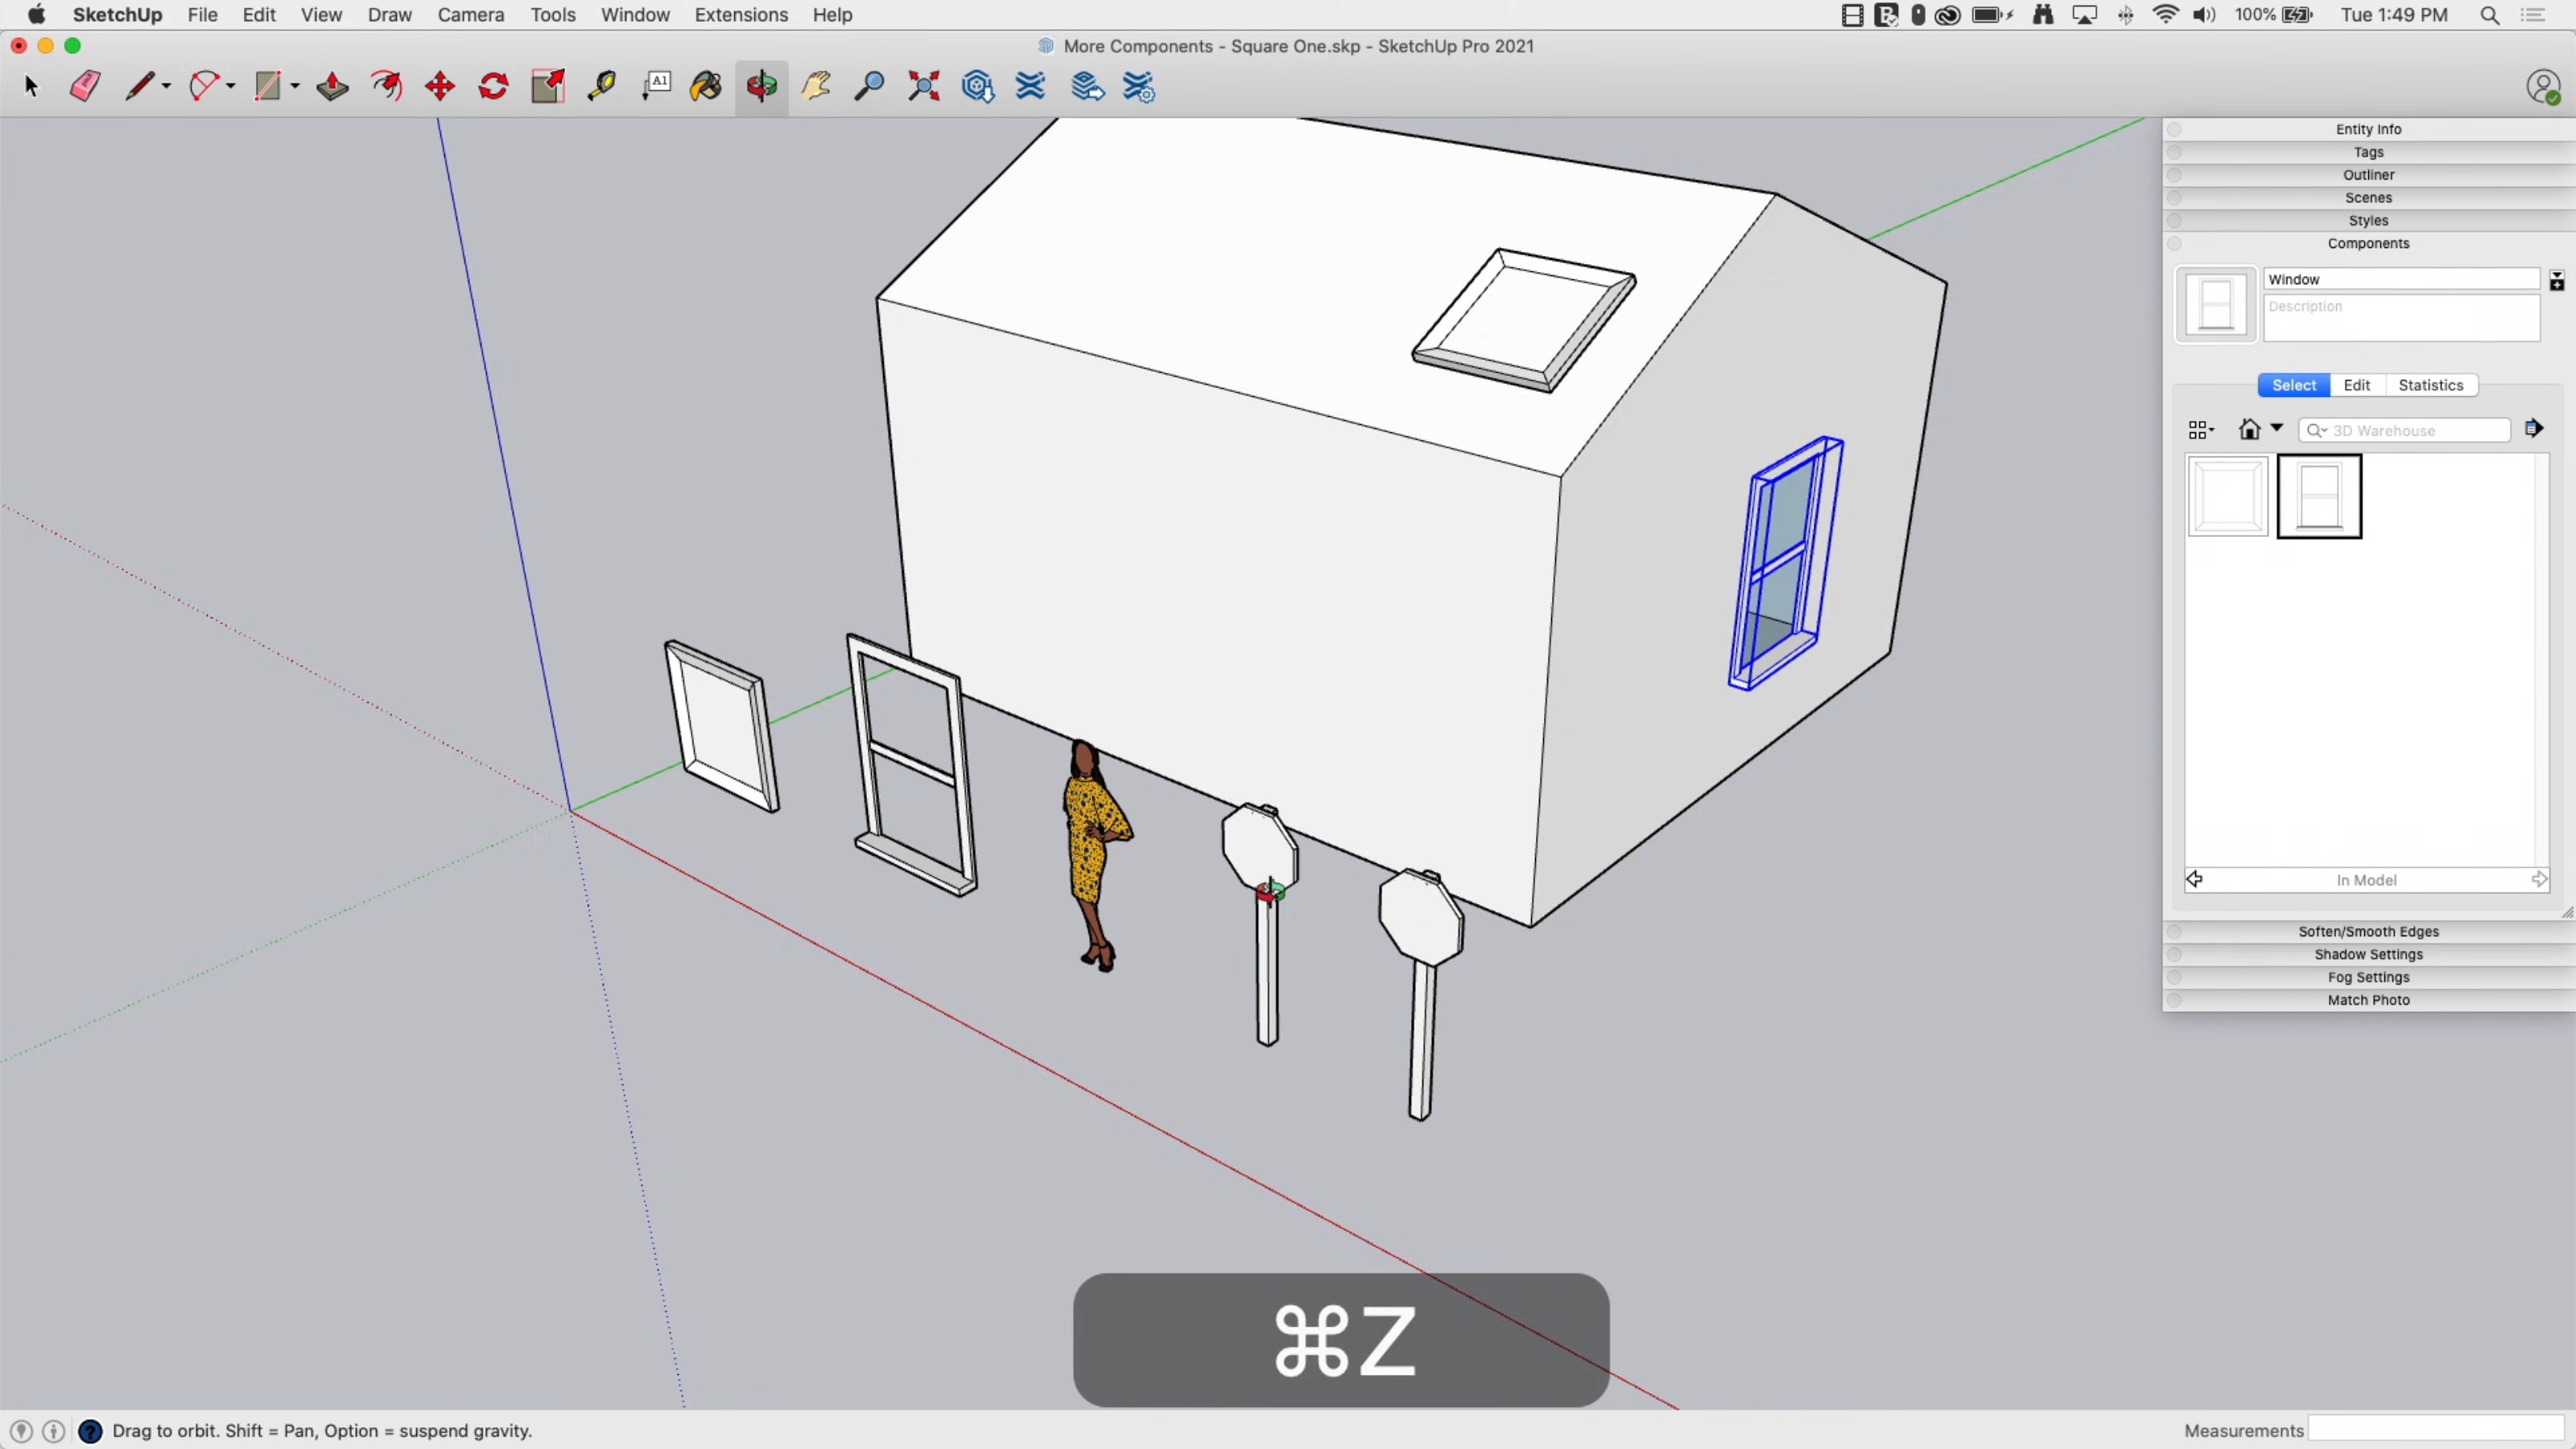 SketchUp File Edit View Draw Camera Tools Window Extensions Help 100% Tue 1:49 PM
More Components - Square One.skp - SketchUp Pro 2021
A1
Entity Info
Tags
Outliner
Scenes
Styles
Components
Window
Description
Select Edit Statistics
3D Warehouse
In Model
Soften/Smooth Edges
Shadow Settings
Fog Settings
Match Photo
⌘Z
Drag to orbit. Shift = Pan, Option = suspend gravity.
Measurements